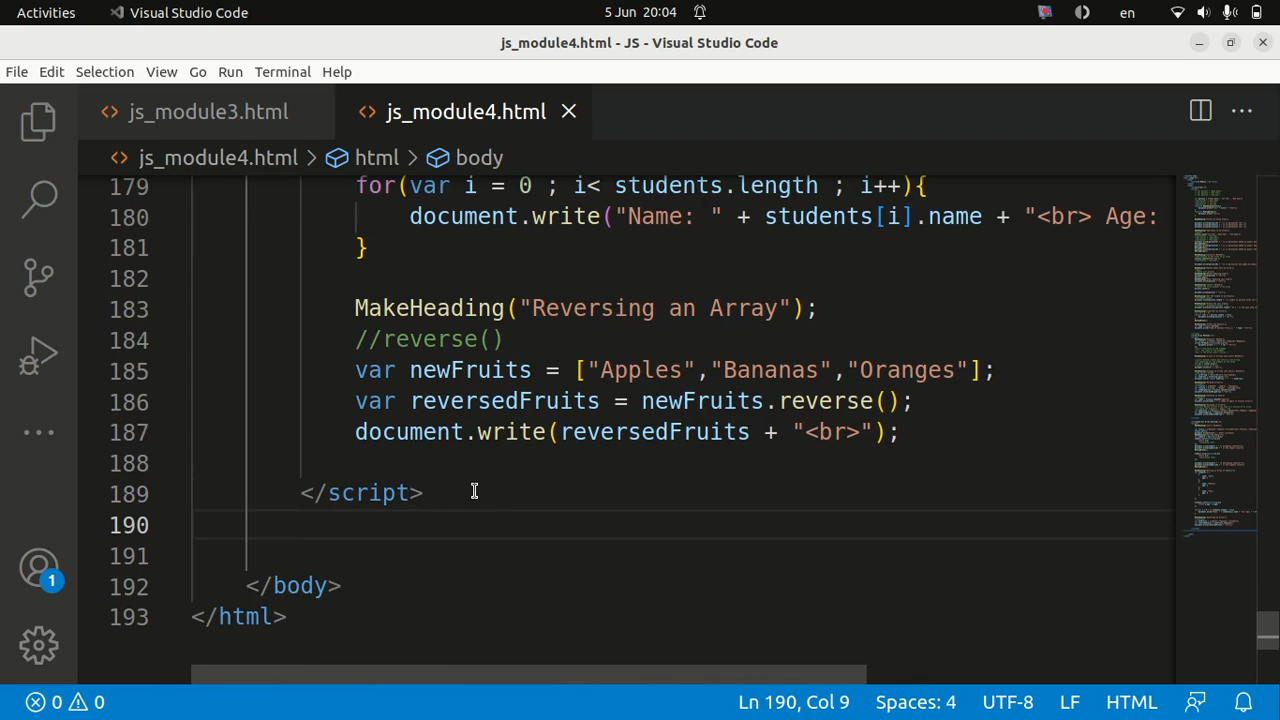 Activities Visual Studio Code 5 Jun 20:04 en
js_module4.html - JS - Visual Studio Code
File Edit Selection View Go Run Terminal Help
js_module3.html js_module4.html
js_module4.html > html > body
179 for(var i = 0 ; i< students.length ; i++){
180 document.write("Name: " + students[i].name + "<br> Age:
181 }
182
183 MakeHeading("Reversing an Array");
184 //reverse()
185 var newFruits = ["Apples","Bananas","Oranges"];
186 var reversedFruits = newFruits.reverse();
187 document.write(reversedFruits + "<br>");
188
189 </script>
190
191
192 </body>
193 </html>
1
0 0 Ln 190, Col 9 Spaces: 4 UTF-8 LF HTML